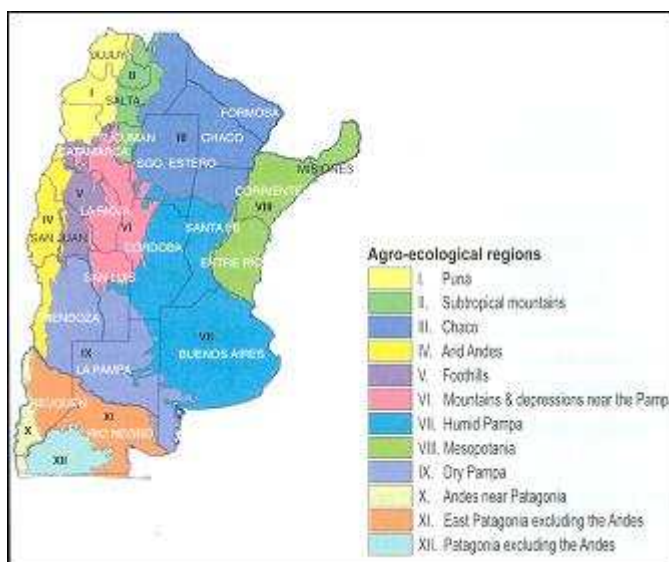 JUJUY
II
I
SALTA
FORMOSA
TUCUMAN
III
CHACO
CATAMARCA
SGO. ESTERO
MISIONES
V
CORRIENTE
LA RIOJA
VIII
IV
VI
SANTA FE
SAN JUAN
CORDOBA
ENTRE RIO
SAN LUIS
MENDOZA
VII
IX
BUENOS AIRES
LA PAMPA
NEUQUEN
XI
X
RIO NEGRO
XII
Agro-ecological regions
I. Puna
II. Subtropical mountains
III. Chaco
IV. Arid Andes
V. Foothills
VI. Mountains & depressions near the Pamp
VII. Humid Pampa
VIII. Mesopotania
IX. Dry Pampa
X. Andes near Patagonia
XI. East Patagonia excluding the Andes
XII. Patagonia excluding the Andes